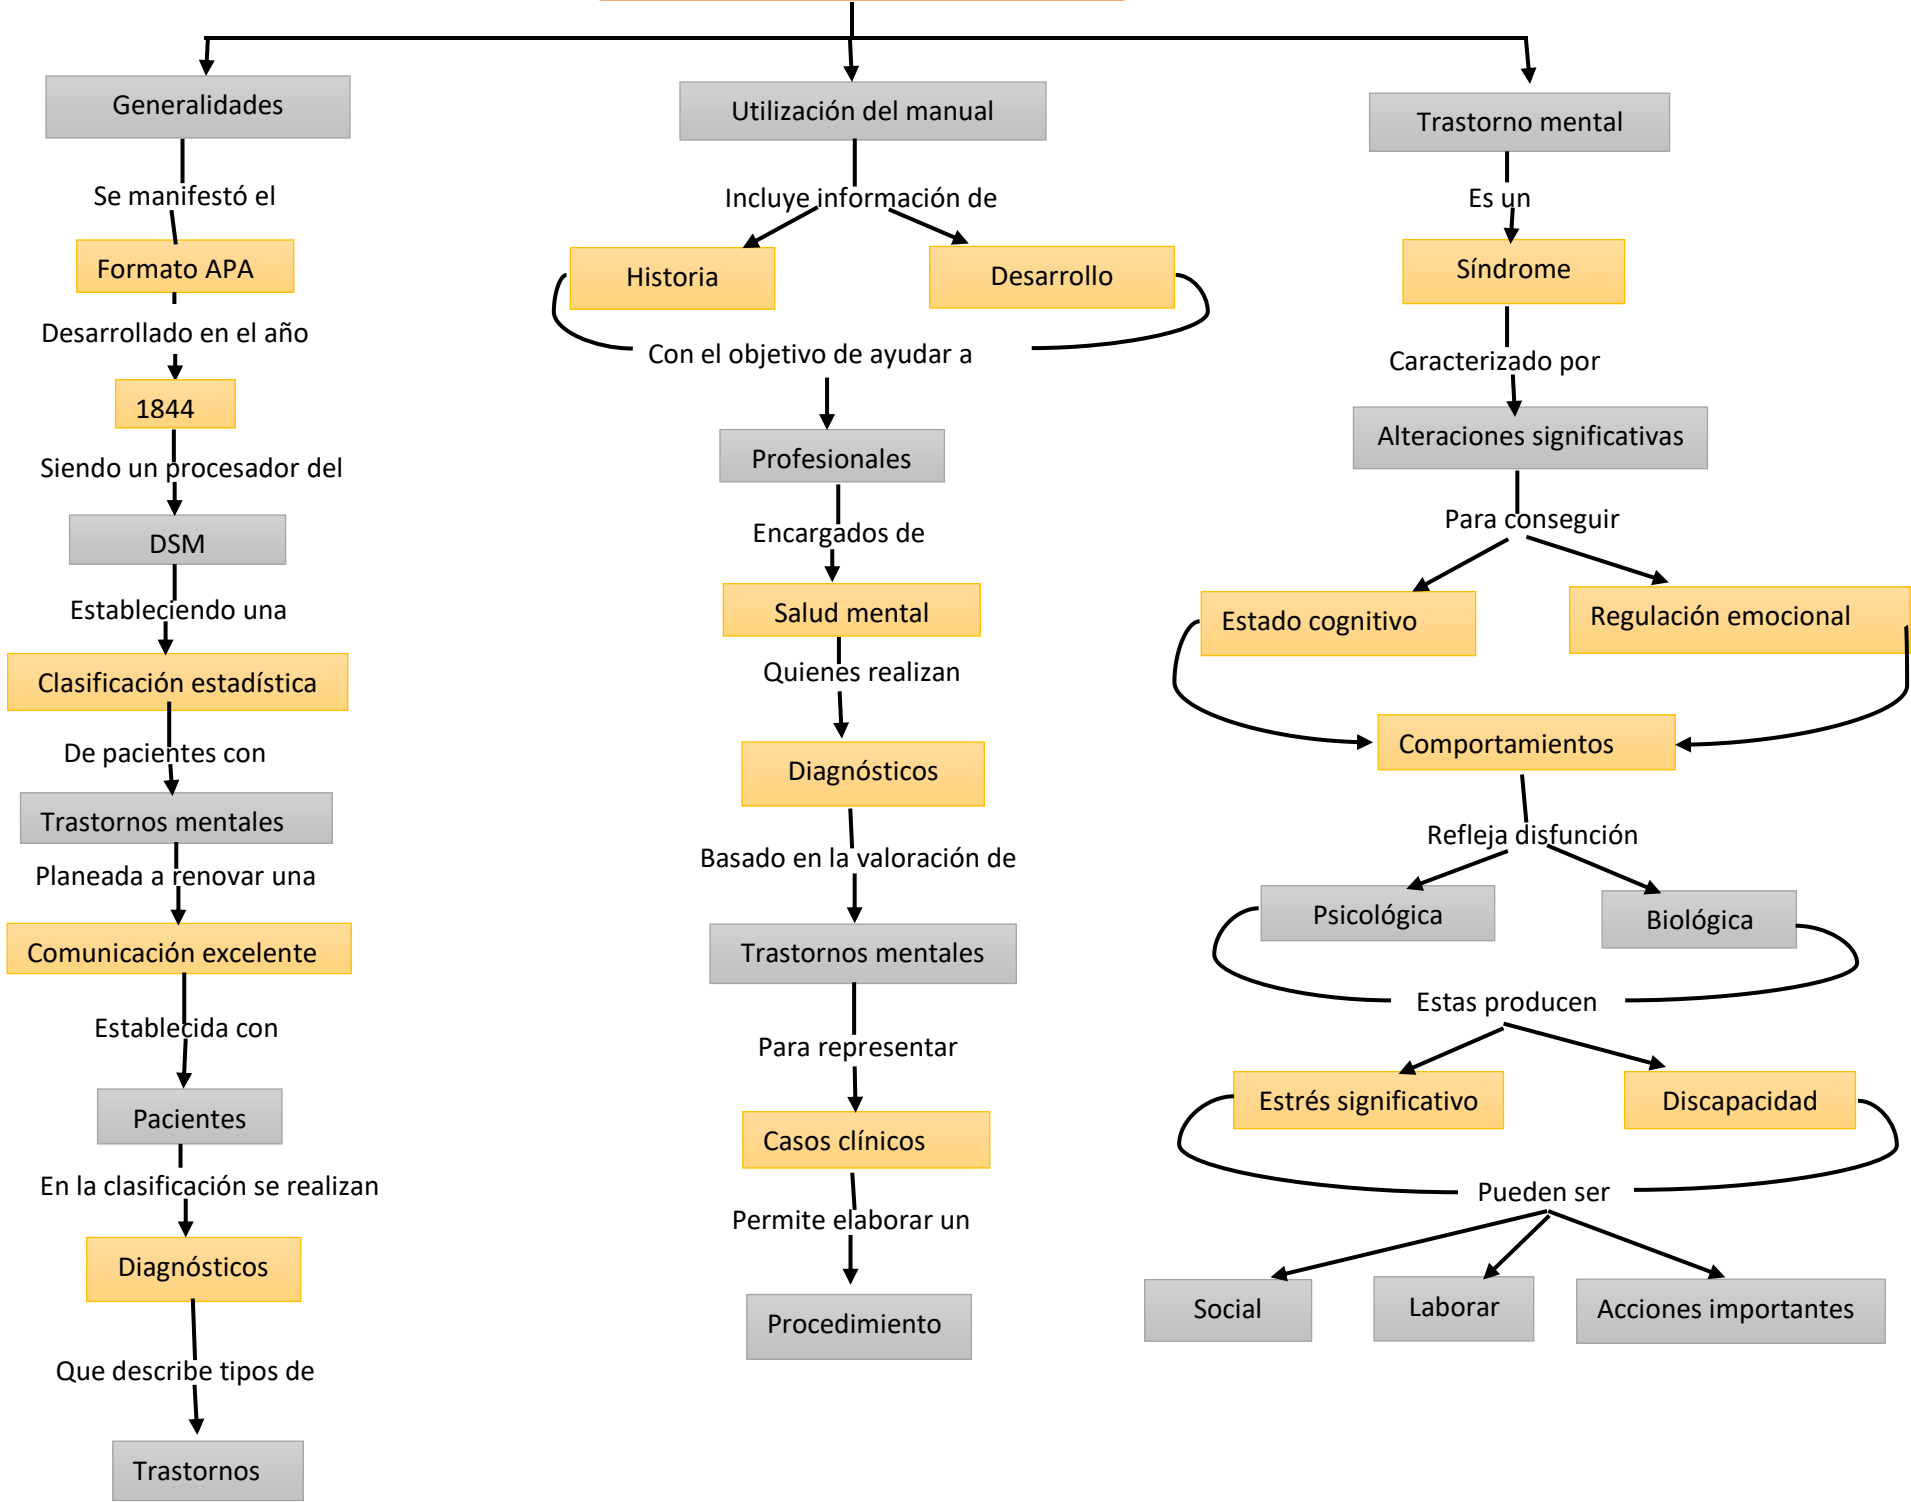 Generalidades
Se manifestó el
Formato APA
Desarrollado en el año
1844
Siendo un procesador del
DSM
Estableciendo una
Clasificación estadística
De pacientes con
Trastornos mentales
Planeada a renovar una
Comunicación excelente
Establecida con
Pacientes
En la clasificación se realizan
Diagnósticos
Que describe tipos de
Trastornos
Utilización del manual
Incluye información de
Historia
Desarrollo
Con el objetivo de ayudar a
Profesionales
Encargados de
Salud mental
Quienes realizan
Diagnósticos
Basado en la valoración de
Trastornos mentales
Para representar
Casos clínicos
Permite elaborar un
Procedimiento
Trastorno mental
Es un
Síndrome
Caracterizado por
Alteraciones significativas
Para conseguir
Estado cognitivo
Regulación emocional
Comportamientos
Refleja disfunción
Psicológica
Biológica
Estas producen
Estrés significativo
Discapacidad
Pueden ser
Social
Laborar
Acciones importantes